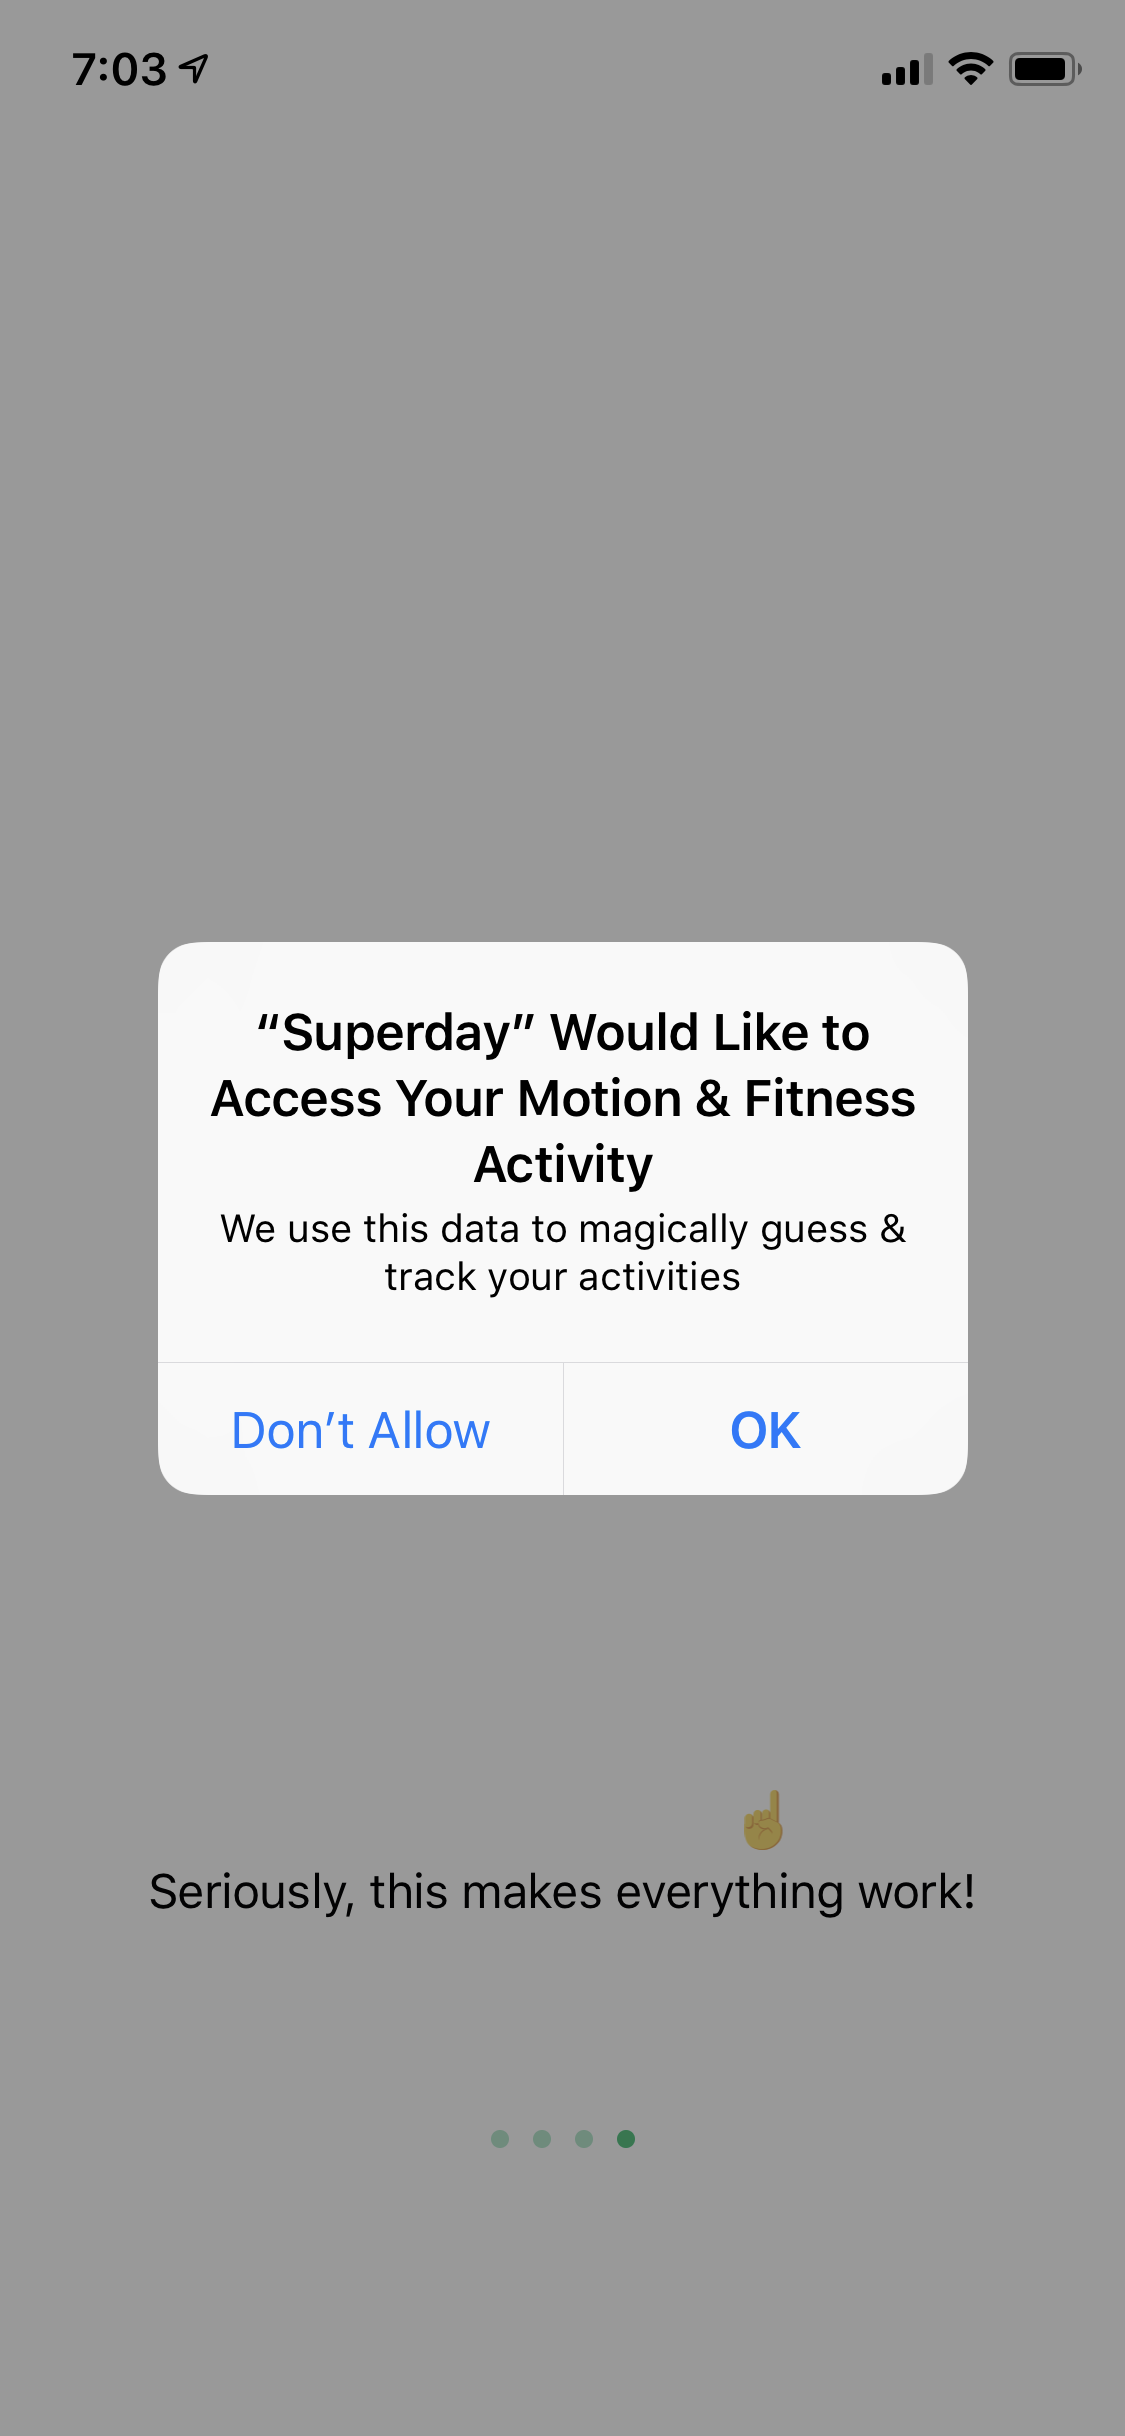 7:03
“Superday” Would Like to
Access Your Motion & Fitness
Activity
We use this data to magically guess &
track your activities
Don’t Allow
OK
Seriously, this makes everything work!